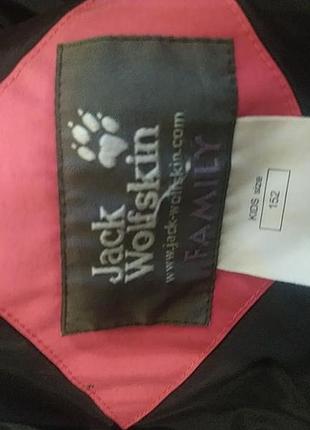 Jack
Wolfskin
www.jack-wolfskin.com
FAMILY
KIDS size
152